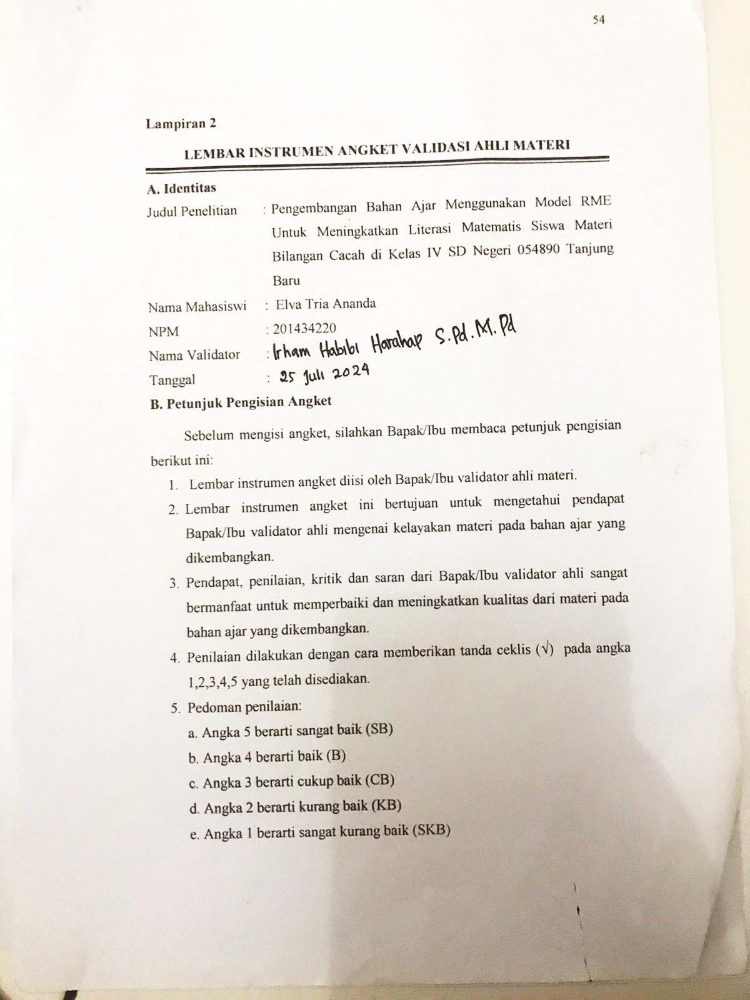 54
Lampiran 2
LEMBAR INSTRUMEN ANGKET VALIDASI AHLI MATERI
A. Identitas
Judul Penelitian : Pengembangan Bahan Ajar Menggunakan Model RME
Untuk Meningkatkan Literasi Matematis Siswa Materi
Bilangan Cacah di Kelas IV SD Negeri 054890 Tanjung
Baru
Nama Mahasiswi : Elva Tria Ananda
NPM : 201434220
Nama Validator : Irham Habibi Harahap S.Pd.M.Pd
Tanggal : 25 Juli 2024
B. Petunjuk Pengisian Angket
Sebelum mengisi angket, silahkan Bapak/Ibu membaca petunjuk pengisian
berikut ini:
1. Lembar instrumen angket diisi oleh Bapak/Ibu validator ahli materi.
2. Lembar instrumen angket ini bertujuan untuk mengetahui pendapat
Bapak/Ibu validator ahli mengenai kelayakan materi pada bahan ajar yang
dikembangkan.
3. Pendapat, penilaian, kritik dan saran dari Bapak/Ibu validator ahli sangat
bermanfaat untuk memperbaiki dan meningkatkan kualitas dari materi pada
bahan ajar yang dikembangkan.
4. Penilaian dilakukan dengan cara memberikan tanda ceklis (√) pada angka
1,2,3,4,5 yang telah disediakan.
5. Pedoman penilaian:
a. Angka 5 berarti sangat baik (SB)
b. Angka 4 berarti baik (B)
c. Angka 3 berarti cukup baik (CB)
d. Angka 2 berarti kurang baik (KB)
e. Angka 1 berarti sangat kurang baik (SKB)